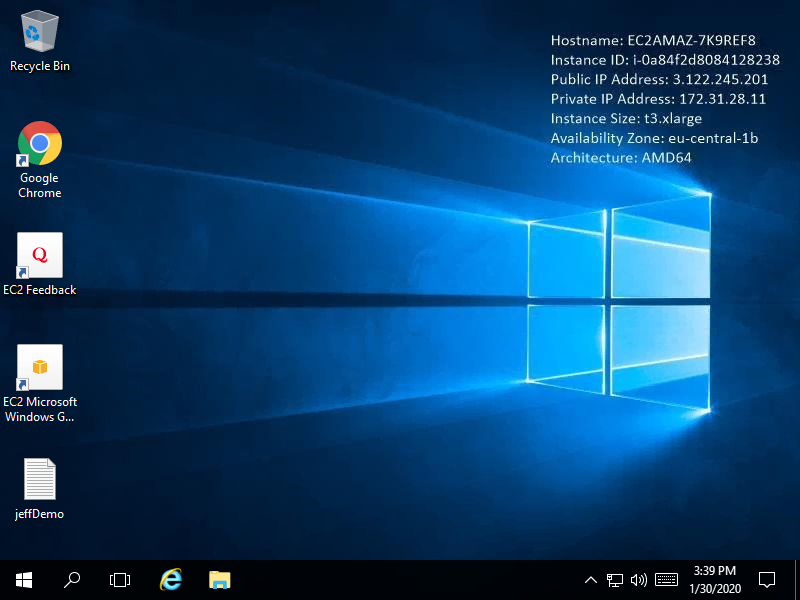 Recycle Bin
Google
Chrome
Q
EC2 Feedback
EC2 Microsoft
Windows G...
jeffDemo
Hostname: EC2AMAZ-7K9REF8
Instance ID: i-0a84f2d8084128238
Public IP Address: 3.122.245.201
Private IP Address: 172.31.28.11
Instance Size: t3.xlarge
Availability Zone: eu-central-1b
Architecture: AMD64
3:39 PM
1/30/2020